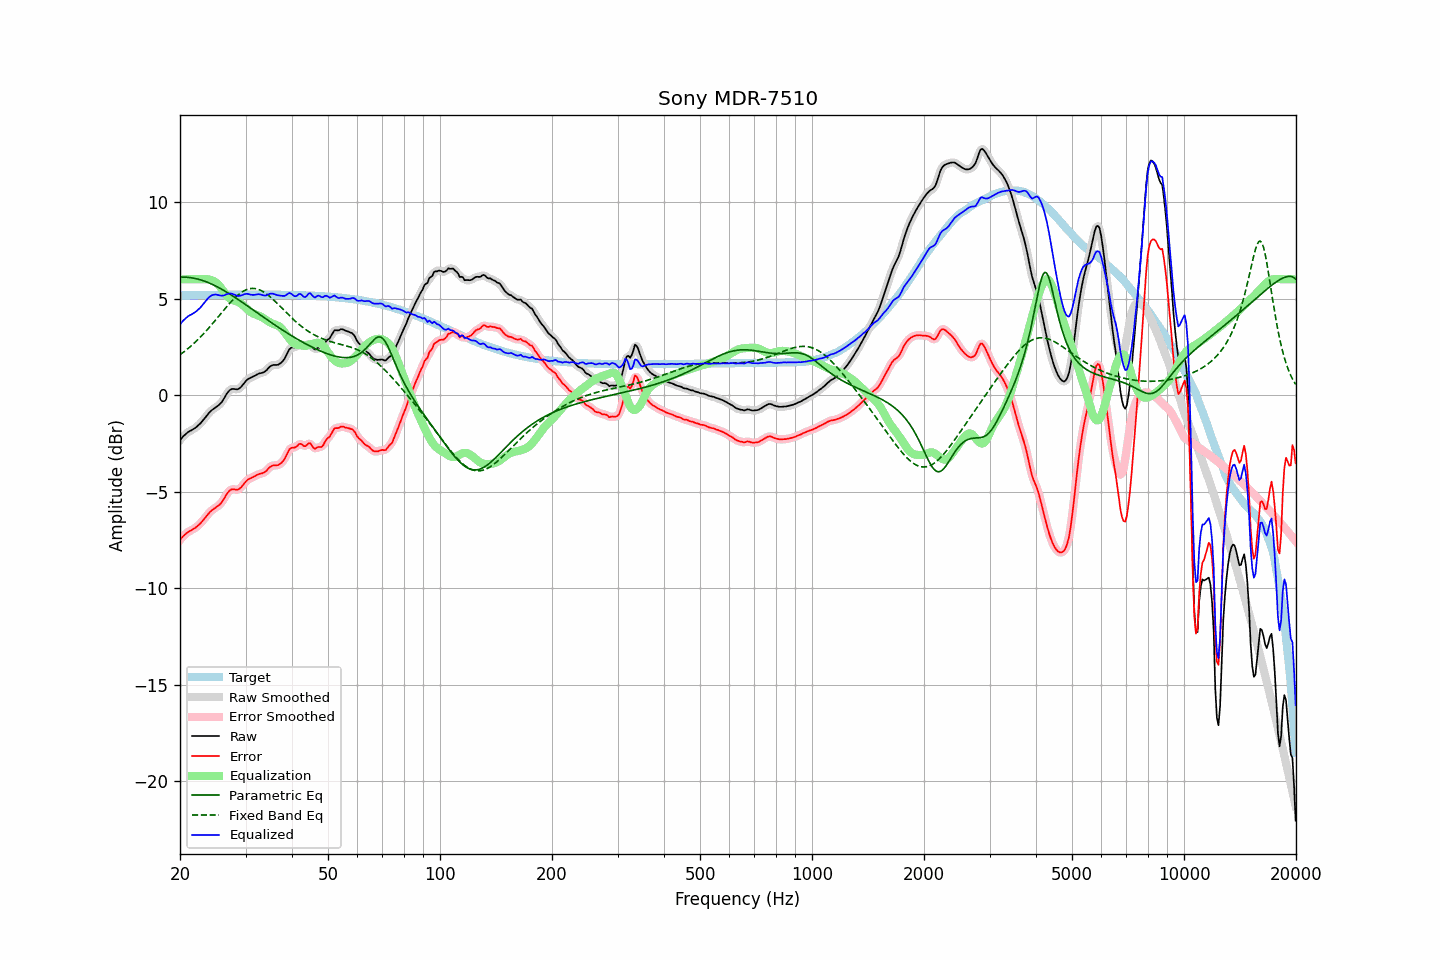 Sony MDR-7510
Amplitude (dBr)
10
5
0
−5
−10
−15
−20
Target
Raw Smoothed
Error Smoothed
Raw
Error
Equalization
Parametric Eq
Fixed Band Eq
Equalized
20 50 100 200 500 1000 2000 5000 10000 20000
Frequency (Hz)